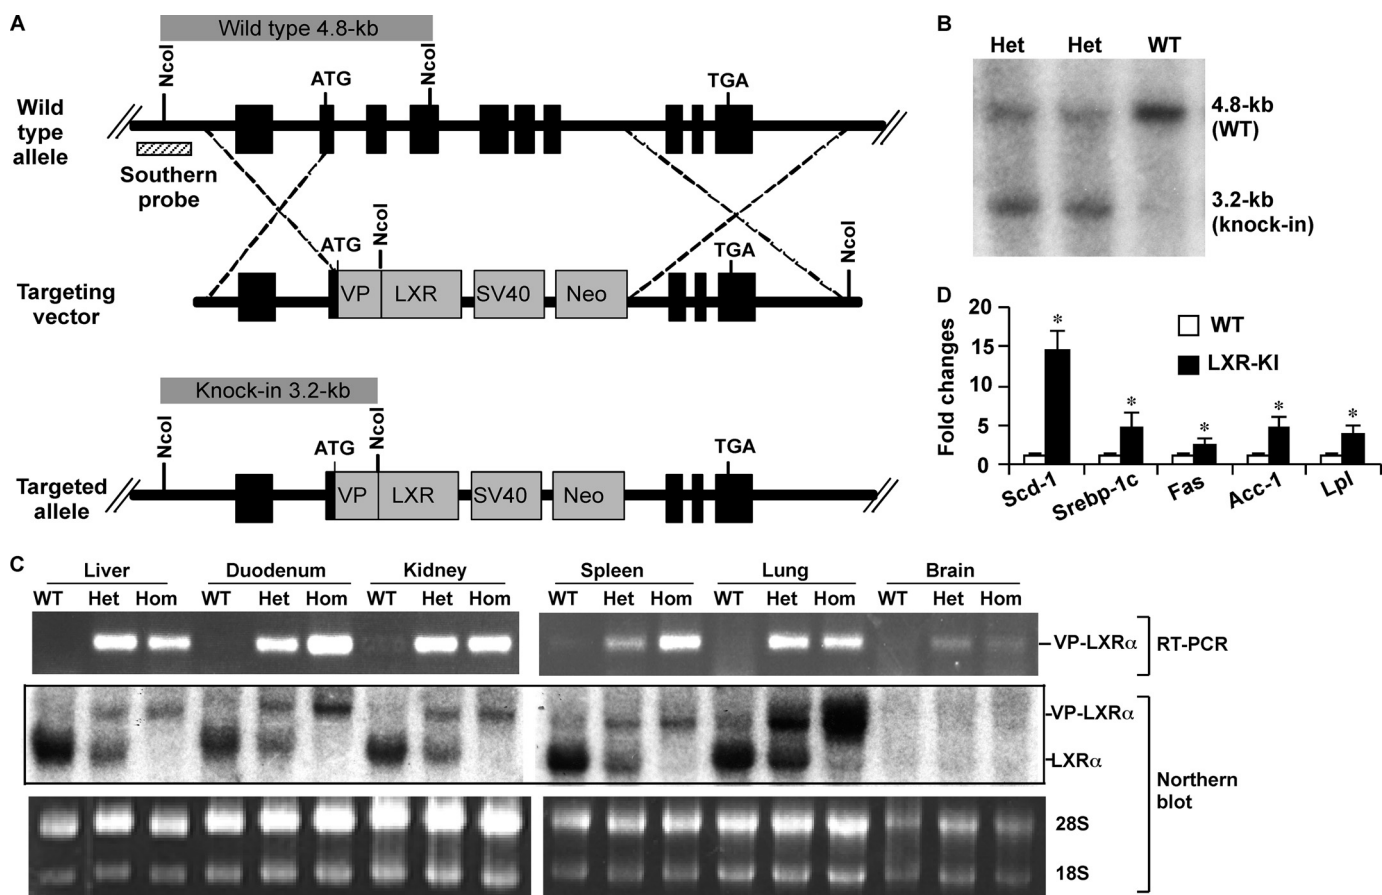 A
Wild type 4.8-kb
NcoI
ATG
NcoI
TGA
Wild
type
allele
Southern
probe
ATG
NcoI
TGA
NcoI
Targeting
vector
VP
LXR
SV40
Neo
Knock-in 3.2-kb
NcoI
ATG
NcoI
TGA
Targeted
allele
VP
LXR
SV40
Neo
B
Het Het WT
4.8-kb
(WT)
3.2-kb
(knock-in)
D
Fold changes
20
15
10
5
0
WT
LXR-KI
* * * * *
Scd-1 Srebp-1c Fas Acc-1 Lpl
C
Liver Duodenum Kidney Spleen Lung Brain
WT Het Hom WT Het Hom WT Het Hom WT Het Hom WT Het Hom WT Het Hom
VP-LXRα
RT-PCR
VP-LXRα
LXRα
Northern
blot
28S
18S